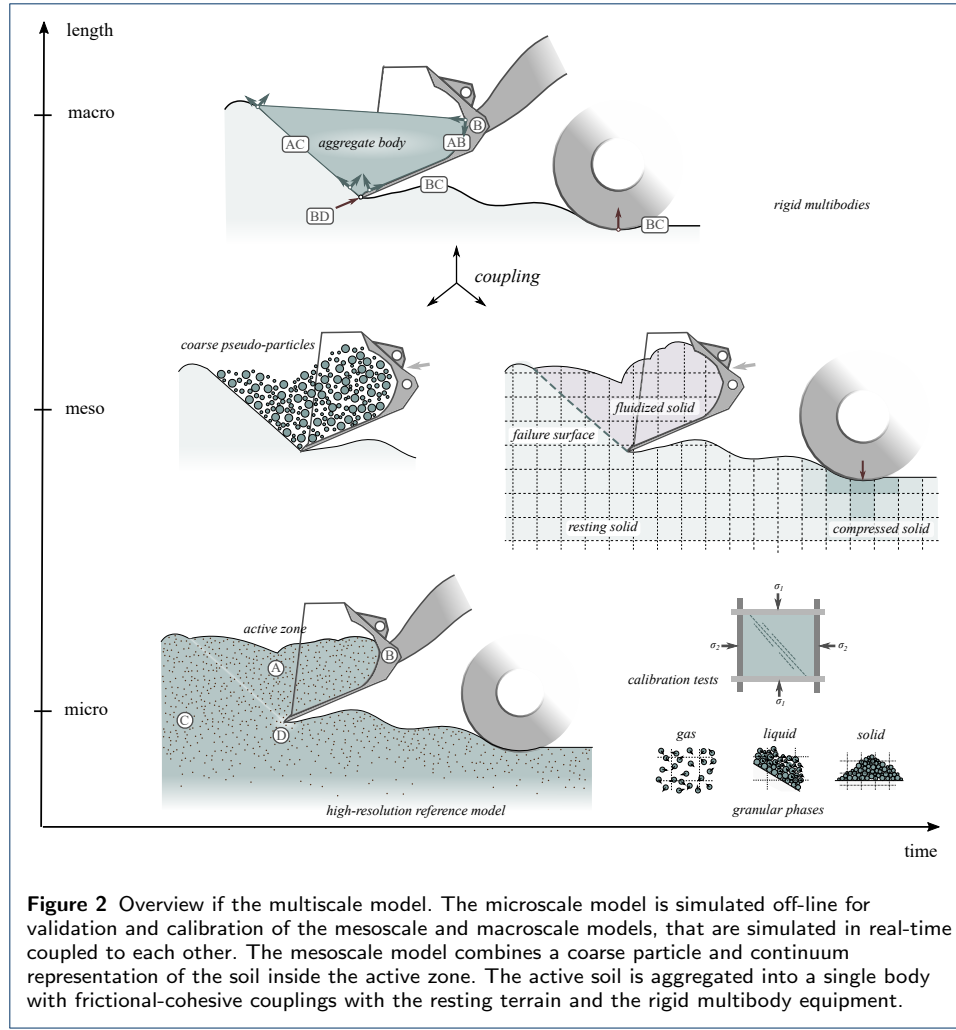 length
macro
B
AC
aggregate body
AB
BC
BD
BC
rigid multibodies
coupling
coarse pseudo-particles
meso
fluidized solid
failure surface
resting solid
compressed solid
σ1
active zone
A
B
σ2
σ2
calibration tests
σ1
micro
C
D
gas
liquid
solid
high-resolution reference model
granular phases
time
Figure 2 Overview if the multiscale model. The microscale model is simulated off-line for
validation and calibration of the mesoscale and macroscale models, that are simulated in real-time
coupled to each other. The mesoscale model combines a coarse particle and continuum
representation of the soil inside the active zone. The active soil is aggregated into a single body
with frictional-cohesive couplings with the resting terrain and the rigid multibody equipment.